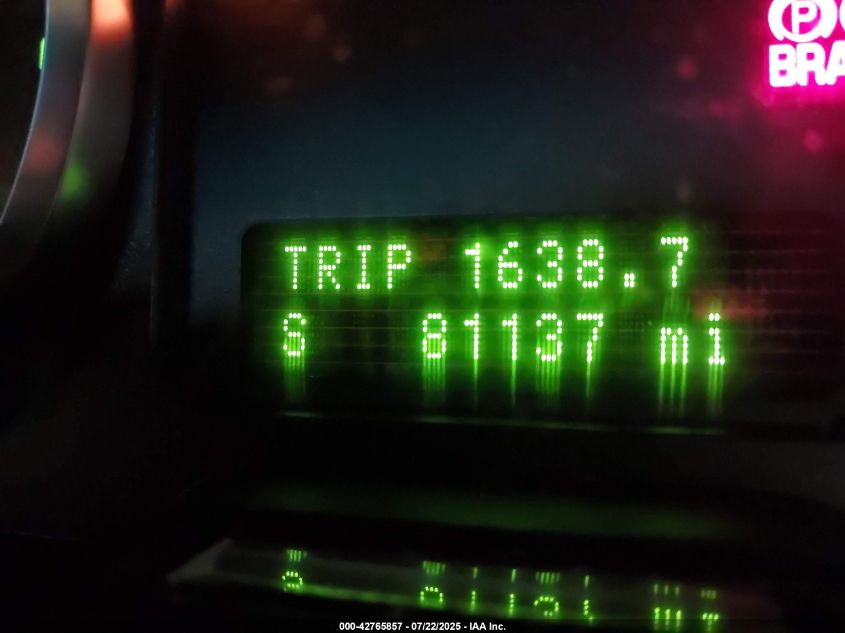 (P)
BRA
TRIP 1638.7
S 81137 mi
000-42765857 - 07/22/2025 - IAA Inc.